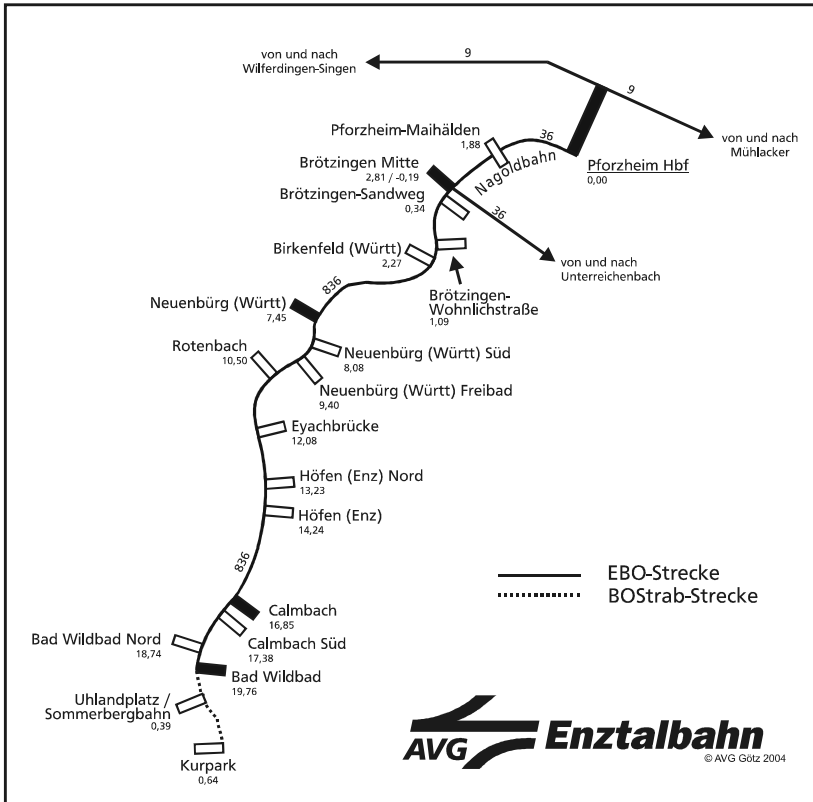 9
von und nach
Wilferdingen-Singen
9
von und nach
Mühlacker
Pforzheim-Maihälden
1,88
36
Nagoldbahn
Pforzheim Hbf
0,00
Brötzingen Mitte
2,81 / -0,19
Brötzingen-Sandweg
0,34
36
von und nach
Unterreichenbach
Birkenfeld (Württ)
2,27
Brötzingen-
Wohnlichstraße
1,09
836
Neuenbürg (Württ)
7,45
Rotenbach
10,50
Neuenbürg (Württ) Süd
8,08
Neuenbürg (Württ) Freibad
9,40
Eyachbrücke
12,08
Höfen (Enz) Nord
13,23
Höfen (Enz)
14,24
836
EBO-Strecke
BOStrab-Strecke
Calmbach
16,85
Bad Wildbad Nord
18,74
Calmbach Süd
17,38
Bad Wildbad
19,76
Uhlandplatz /
Sommerbergbahn
0,39
Kurpark
0,64
AVG Enztalbahn
© AVG Götz 2004